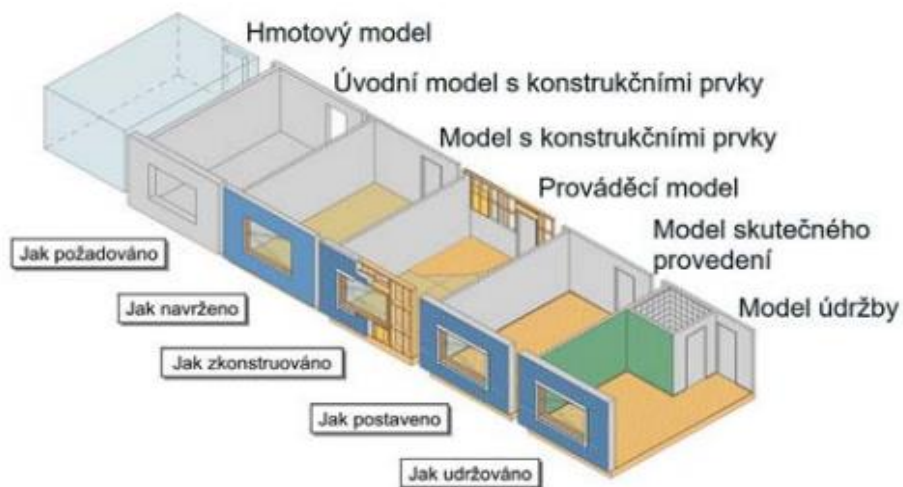 Hmotový model
Úvodní model s konstrukčními prvky
Model s konstrukčními prvky
Prováděcí model
Model skutečného
provedení
Model údržby
Jak požadováno
Jak navrženo
Jak zkonstruováno
Jak postaveno
Jak udržováno